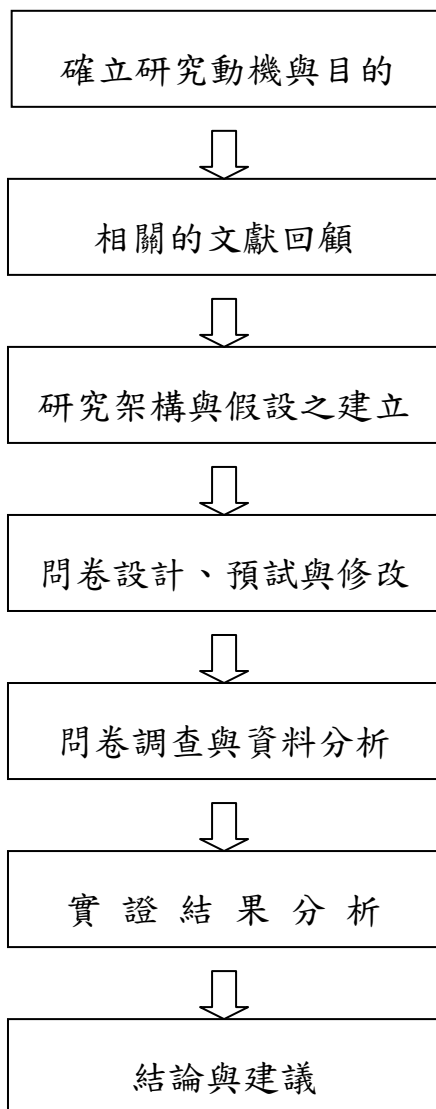 確立研究動機與目的
相關的文獻回顧
研究架構與假設之建立
問卷設計、預試與修改
問卷調查與資料分析
實 證 結 果 分 析
結論與建議